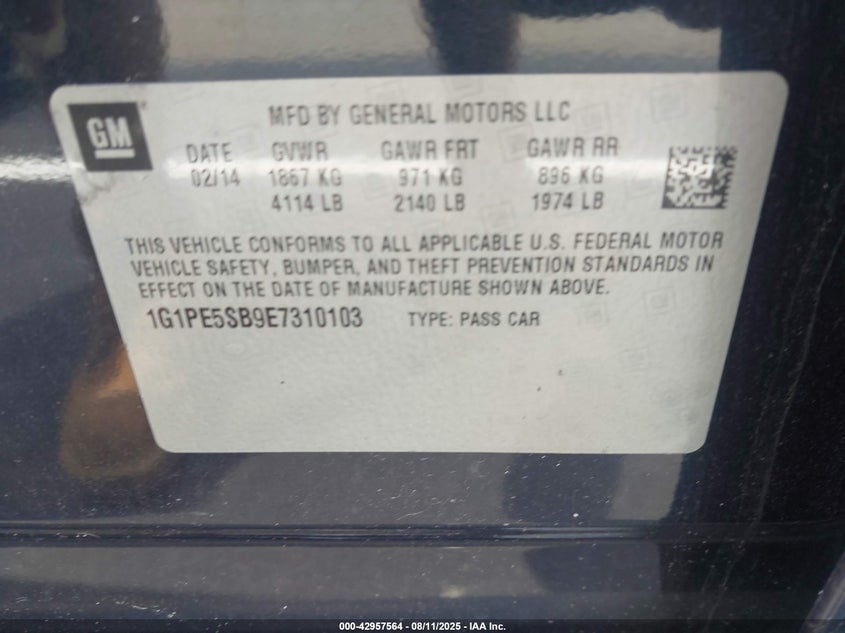 GM
MFD BY GENERAL MOTORS LLC
DATE GVWR GAWR FRT GAWR RR
02/14 1867 KG 971 KG 896 KG
4114 LB 2140 LB 1974 LB
THIS VEHICLE CONFORMS TO ALL APPLICABLE U.S. FEDERAL MOTOR
VEHICLE SAFETY, BUMPER, AND THEFT PREVENTION STANDARDS IN
EFFECT ON THE DATE OF MANUFACTURE SHOWN ABOVE.
1G1PE5SB9E7310103 TYPE: PASS CAR
000-42957564 - 08/11/2025 - IAA Inc.